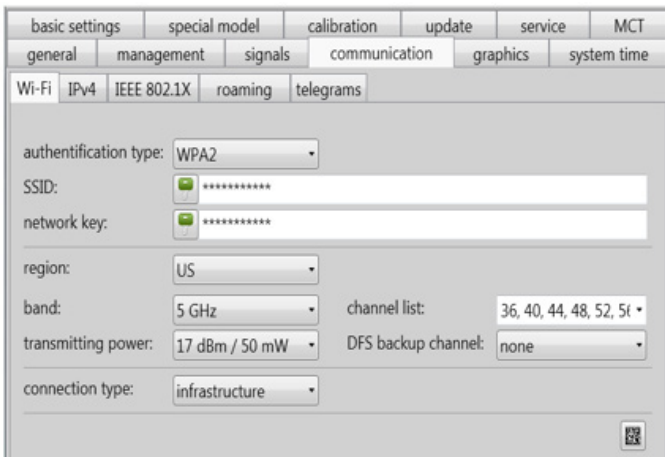 basic settings special model calibration update service MCT
general management signals communication graphics system time
Wi-Fi IPv4 IEEE 802.1X roaming telegrams
authentification type: WPA2
SSID: ***********
network key: ***********
region: US
band: 5 GHz channel list: 36, 40, 44, 48, 52, 56
transmitting power: 17 dBm / 50 mW DFS backup channel: none
connection type: infrastructure